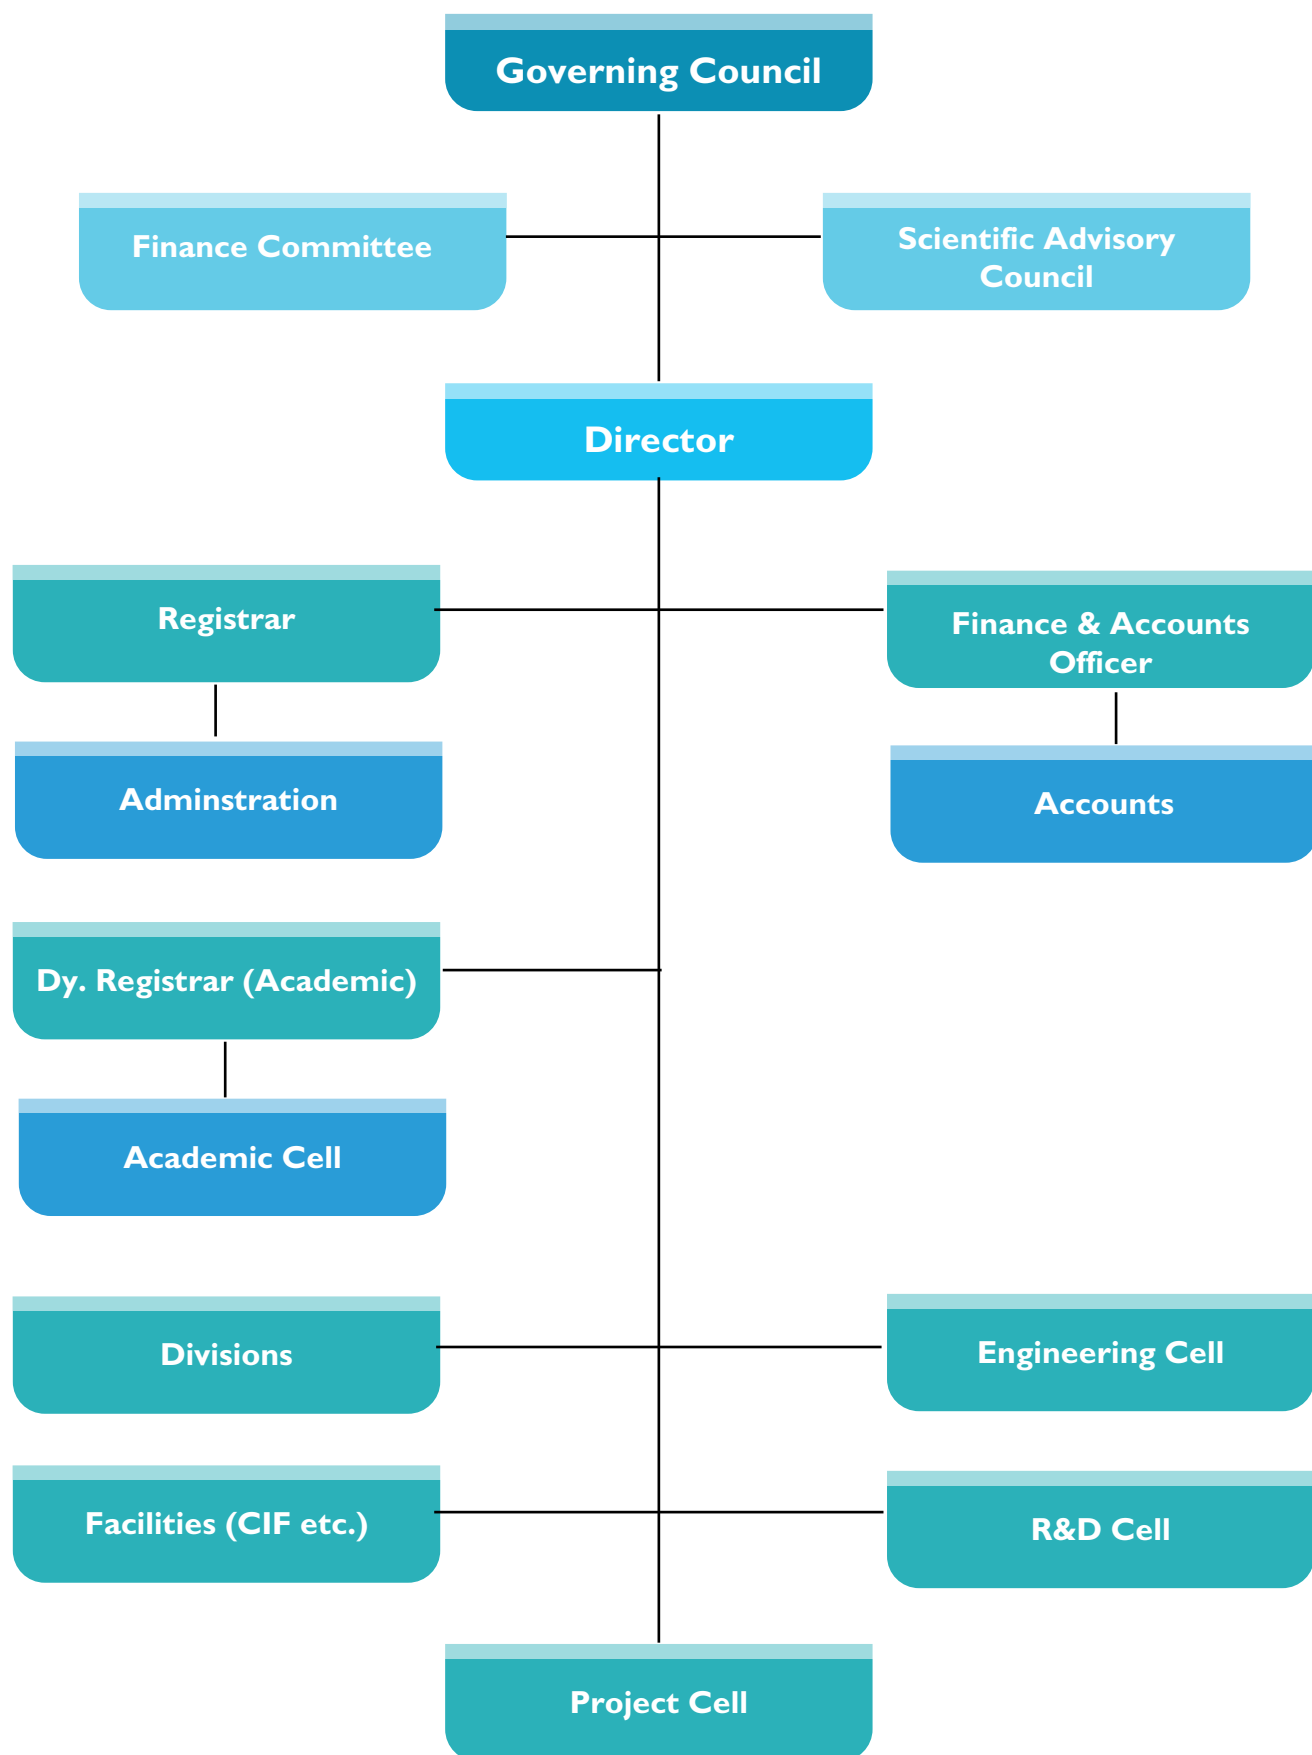 Governing Council
Finance Committee
Scientific Advisory
Council
Director
Registrar
Finance & Accounts
Officer
Adminstration
Accounts
Dy. Registrar (Academic)
Academic Cell
Divisions
Engineering Cell
Facilities (CIF etc.)
R&D Cell
Project Cell